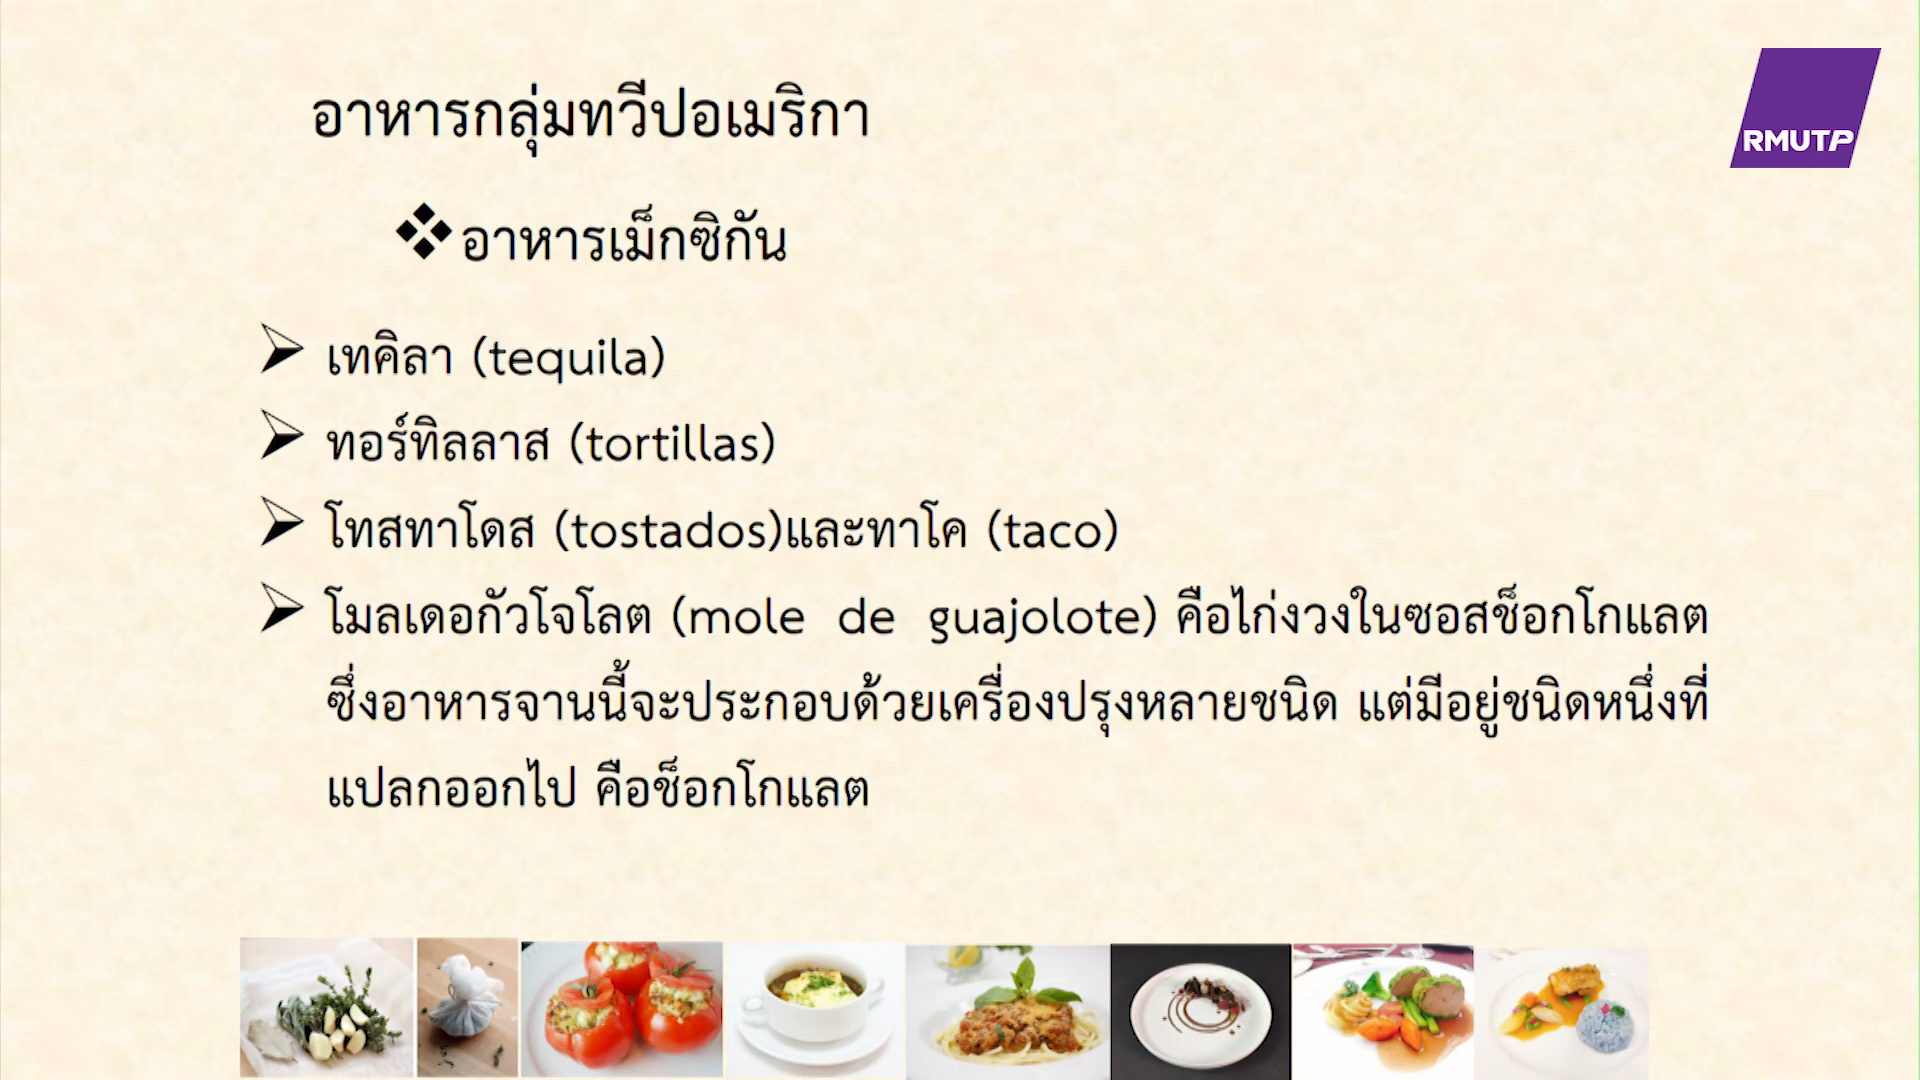 อาหารกลุ่มทวีปอเมริกา
RMUTP
❖อาหารเม็กซิกัน
➢ เทคิลา (tequila)
➢ ทอร์ทิลลาส (tortillas)
➢ โทสทาโดส (tostados)และทาโค (taco)
➢ โมลเดอกัวโจโลต (mole de guajolote) คือไก่งวงในซอสช็อกโกแลต
ซึ่งอาหารจานนี้จะประกอบด้วยเครื่องปรุงหลายชนิด แต่มีอยู่ชนิดหนึ่งที่
แปลกออกไป คือช็อกโกแลต